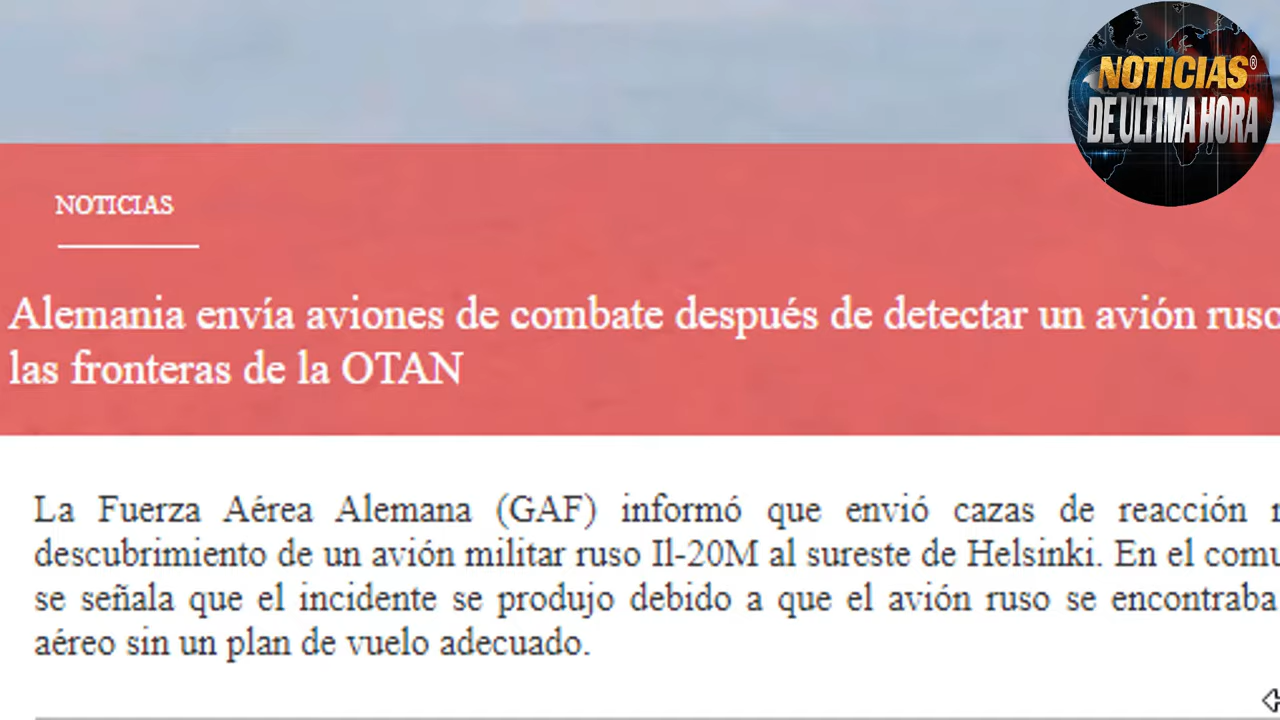 NOTICIAS®
DE ULTIMA HORA
NOTICIAS
Alemania envía aviones de combate después de detectar un avión ruso
las fronteras de la OTAN
La Fuerza Aérea Alemana (GAF) informó que envió cazas de reacción
descubrimiento de un avión militar ruso Il-20M al sureste de Helsinki. En el
se señala que el incidente se produjo debido a que el avión ruso se encontraba
aéreo sin un plan de vuelo adecuado.